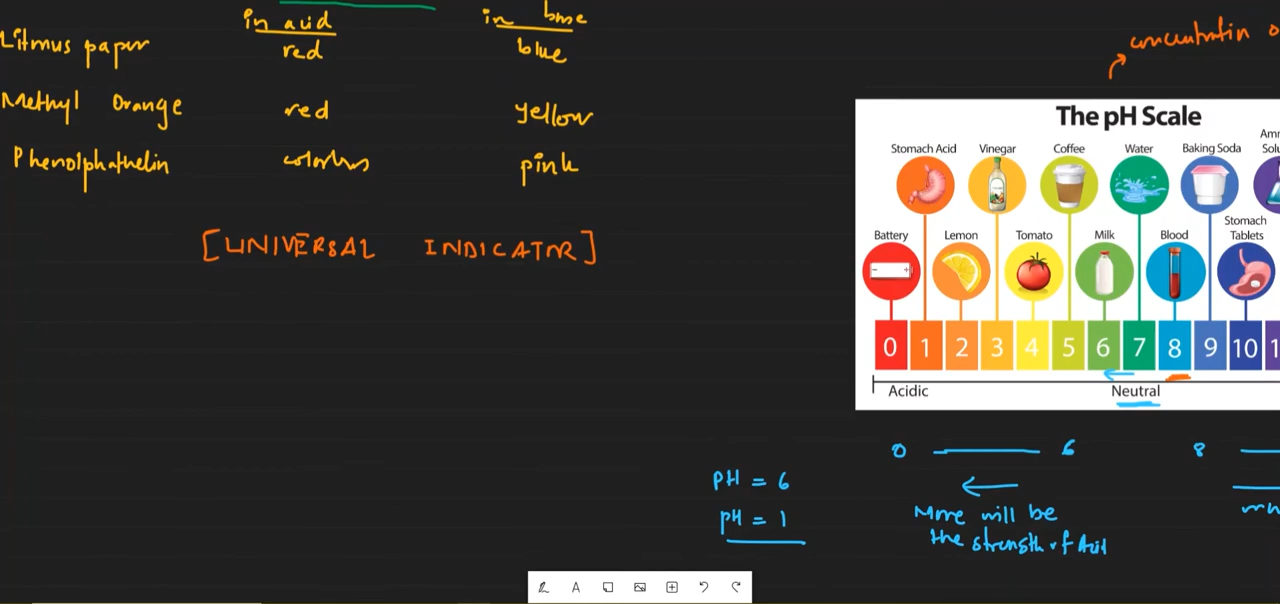 in acid in base
Litmus paper red blue
Methyl Orange red yellow
Phenolphathelin colorless pink
[UNIVERSAL INDICATOR]
concentration
The pH Scale
Stomach Acid Vinegar Coffee Water Baking Soda
Battery Lemon Tomato Milk Blood Stomach Tablets
0 1 2 3 4 5 6 7 8 9 10
Acidic Neutral
0 6 8
pH = 6
pH = 1
More will be
the strength of Acid